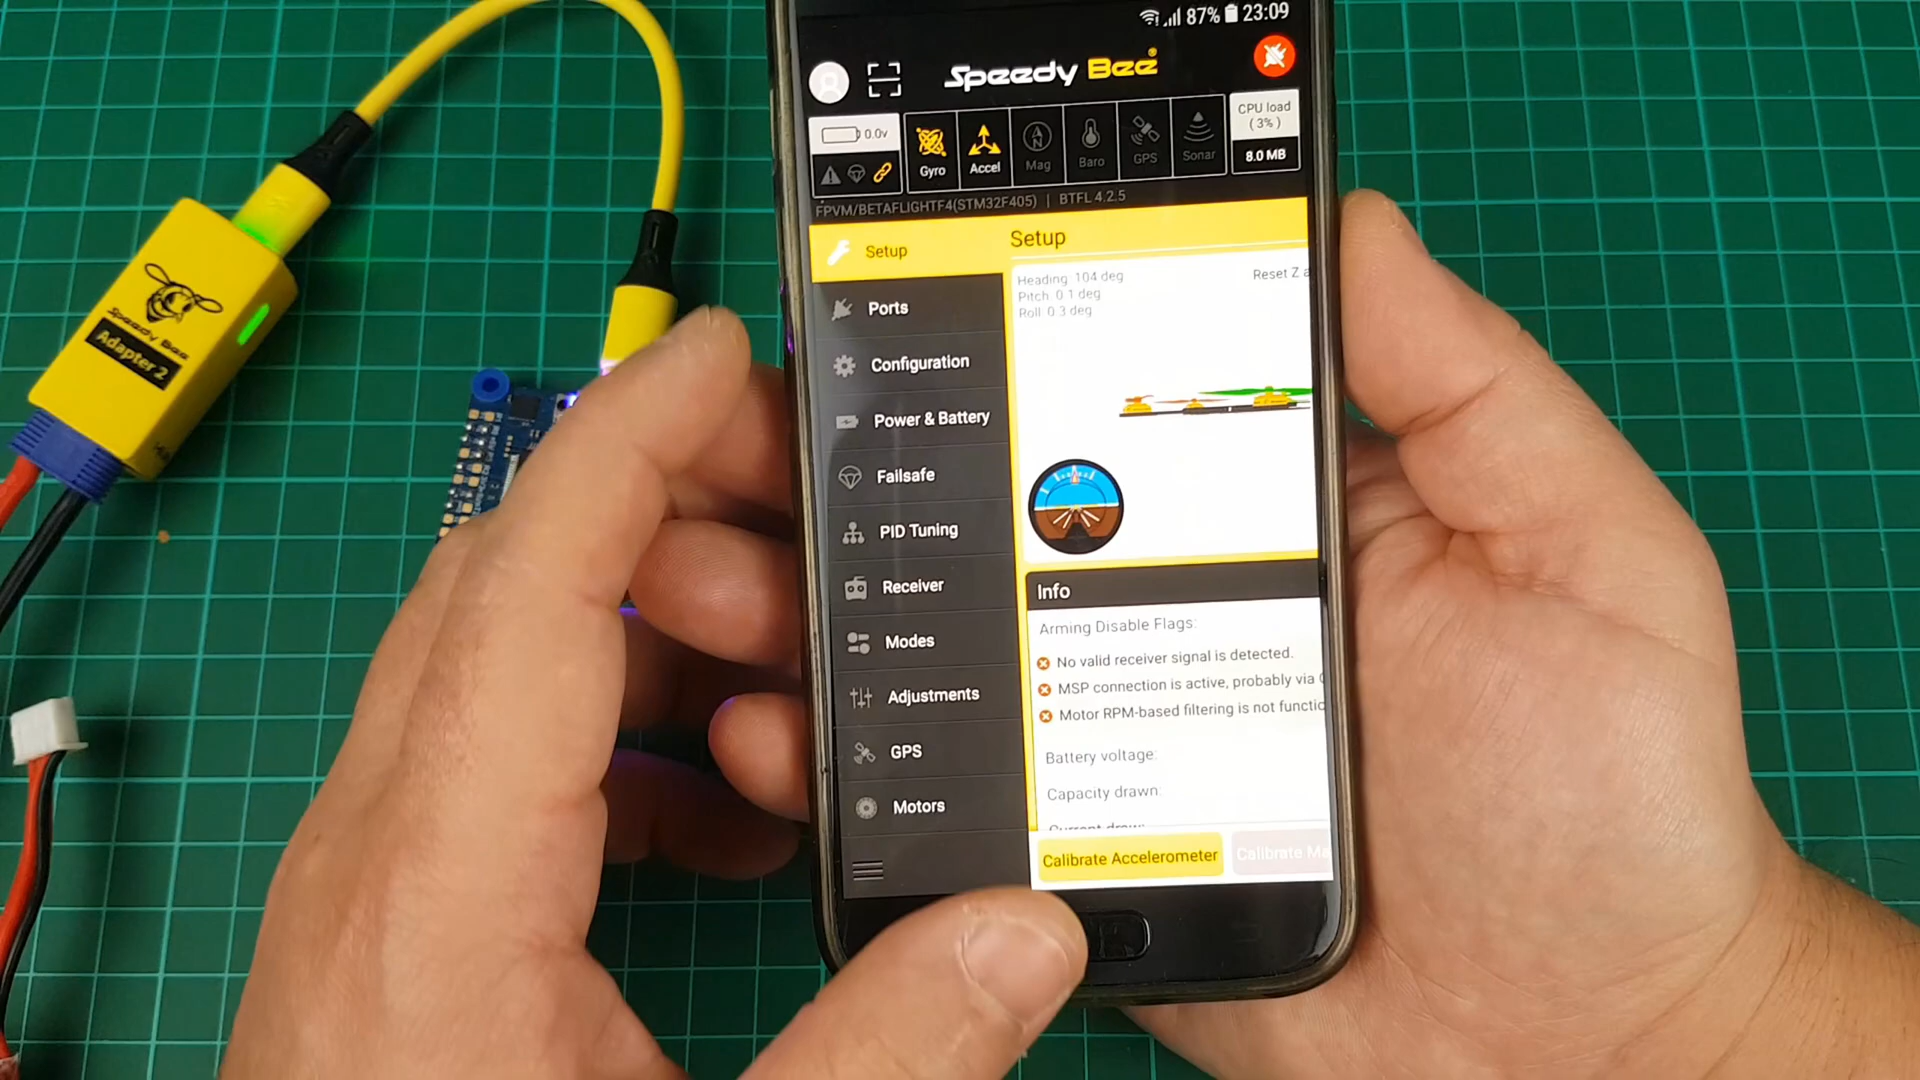 87% 23:09
Speedy Bee
0.0v
Gyro
Accel
Mag
Baro
GPS
Sonar
CPU load
( 3% )
8.0 MB
FPVM/BETAFLIGHTF4(STM32F405) | BTFL 4.2.5
Setup
Ports
Configuration
Power & Battery
Failsafe
PID Tuning
Receiver
Modes
Adjustments
GPS
Motors
Setup
Heading: 104 deg
Pitch: 0.1 deg
Roll: 0.3 deg
Reset Z a
Info
Arming Disable Flags:
No valid receiver signal is detected.
MSP connection is active, probably via
Motor RPM-based filtering is not functio
Battery voltage:
Capacity drawn:
Calibrate Accelerometer
Calibrate Ma
Speedy Bee
Adapter 2